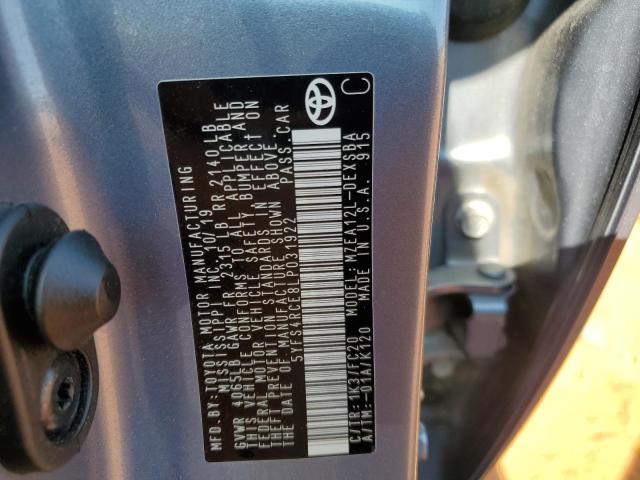 MFD.BY:TOYOTA MOTOR MANUFACTURING
MISSISSIPPI INC. 10/19
GVWR 4065LB GAWR FR 2315 LB RR 2140LB
THIS VEHICLE CONFORMS TO ALL APPLICABLE
FEDERAL MOTOR VEHICLE SAFETY BUMPER AND
THEFT PREVENTION STANDARDS IN EFFECT ON
THE DATE OF MANUFACTURE SHOWN ABOVE.
5YFS4RCE8LP031922 PASS.CAR
C/TR:1K3/FC20 MODEL:MZEA12L-DEXSBA
A/TM:-01A/K120 MADE IN U.S.A. 915
C